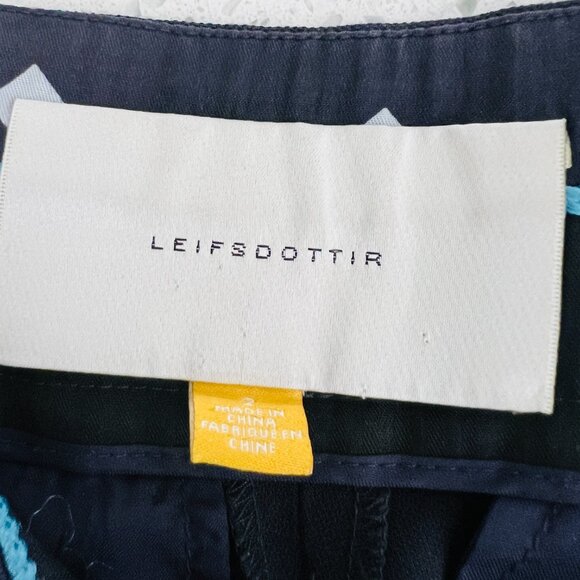 LEIFSDOTTIR
2
MADE IN
CHINA
FABRIQUE EN
CHINE